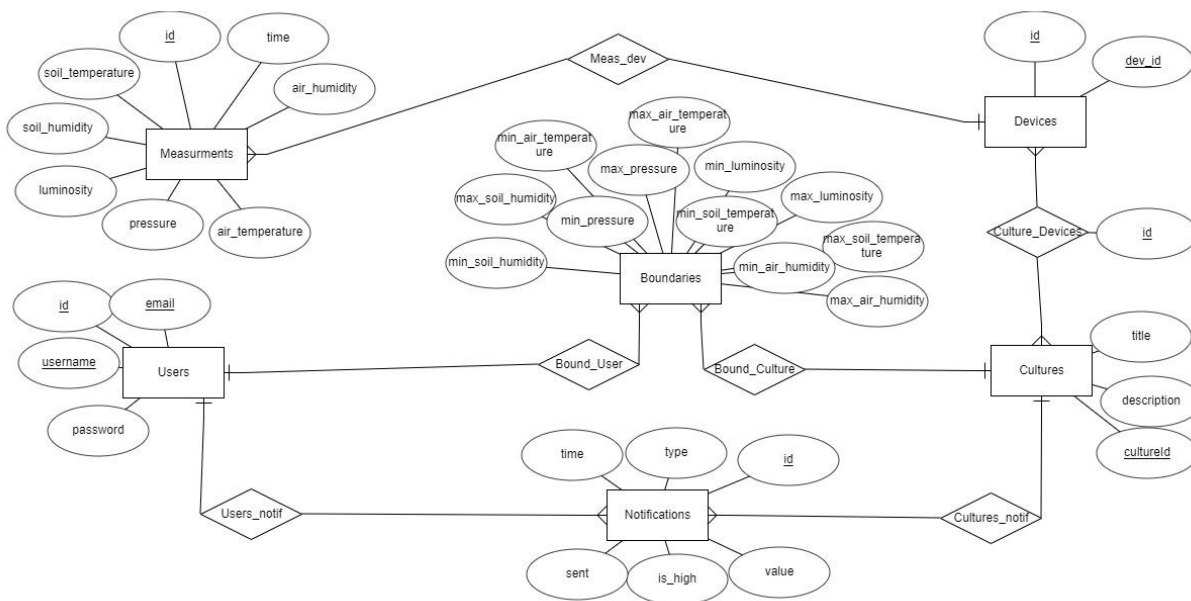 id
time
soil_temperature
air_humidity
soil_humidity
Measurments
luminosity
pressure
air_temperature
Meas_dev
id
dev_id
Devices
max_air_temperat
ure
min_air_temperat
ure
max_pressure
min_luminosity
max_soil_humidity
max_luminosity
min_pressure
min_soil_temperat
ure
max_soil_tempera
ture
min_soil_humidity
Boundaries
min_air_humidity
max_air_humidity
Culture_Devices
id
id
email
username
Users
password
Bound_User
Bound_Culture
title
Cultures
description
cultureId
time
type
id
Users_notif
Notifications
Cultures_notif
sent
is_high
value